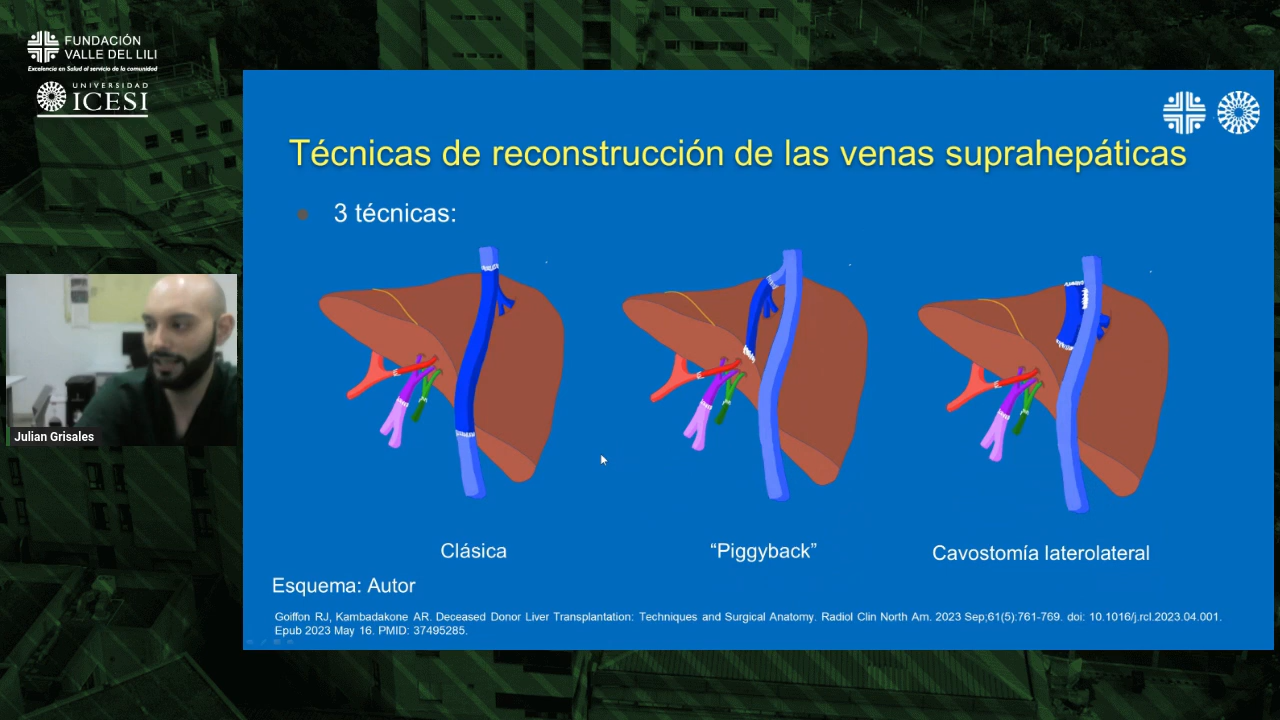 FUNDACIÓN
VALLE DEL LILI
Excelencia en Salud al servicio de la comunidad
UNIVERSIDAD
ICESI
Técnicas de reconstrucción de las venas suprahepáticas
3 técnicas:
Julian Grisales
Clásica
“Piggyback”
Cavostomía laterolateral
Esquema: Autor
Goiffon RJ, Kambadakone AR. Deceased Donor Liver Transplantation: Techniques and Surgical Anatomy. Radiol Clin North Am. 2023 Sep;61(5):761-769. doi: 10.1016/j.rcl.2023.04.001.
Epub 2023 May 16. PMID: 37495285.